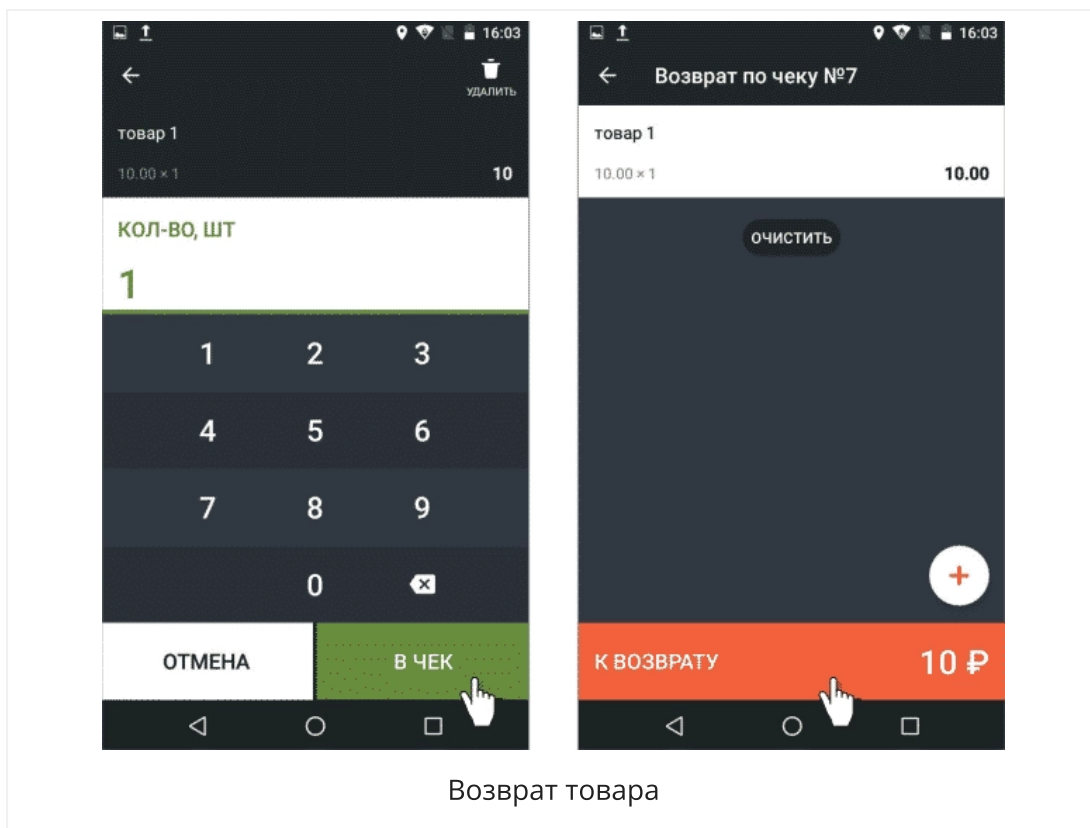 16:03
УДАЛИТЬ
товар 1
10.00 × 1 10
КОЛ-ВО, ШТ
1
1 2 3
4 5 6
7 8 9
0
ОТМЕНА В ЧЕК
16:03
Возврат по чеку №7
товар 1
10.00 × 1 10.00
ОЧИСТИТЬ
+
К ВОЗВРАТУ 10 ₽
Возврат товара